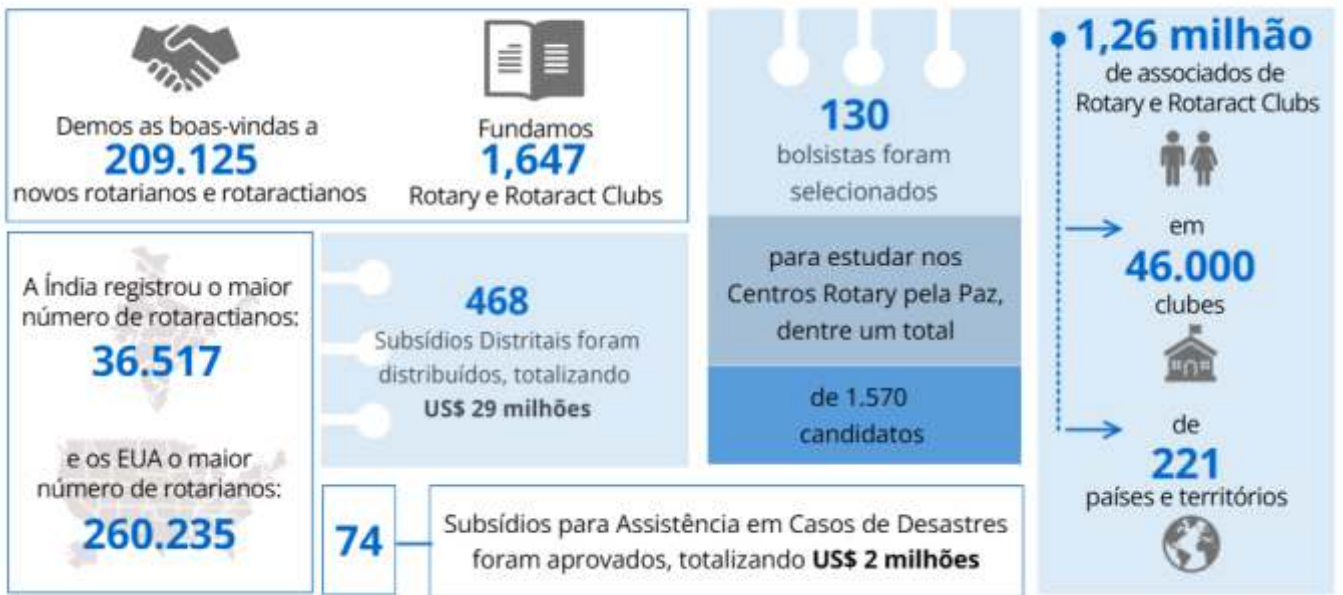 Demos as boas-vindas a
209.125
novos rotarianos e rotaractianos
Fundamos
1,647
Rotary e Rotaract Clubs
A Índia registrou o maior
número de rotaractianos:
36.517
e os EUA o maior
número de rotarianos:
260.235
468
Subsídios Distritais foram
distribuídos, totalizando
US$ 29 milhões
130
bolsistas foram
selecionados
para estudar nos
Centros Rotary pela Paz,
dentre um total
de 1.570
candidatos
74
Subsídios para Assistência em Casos de Desastres
foram aprovados, totalizando US$ 2 milhões
1,26 milhão
de associados de
Rotary e Rotaract Clubs
em
46.000
clubes
de
221
países e territórios